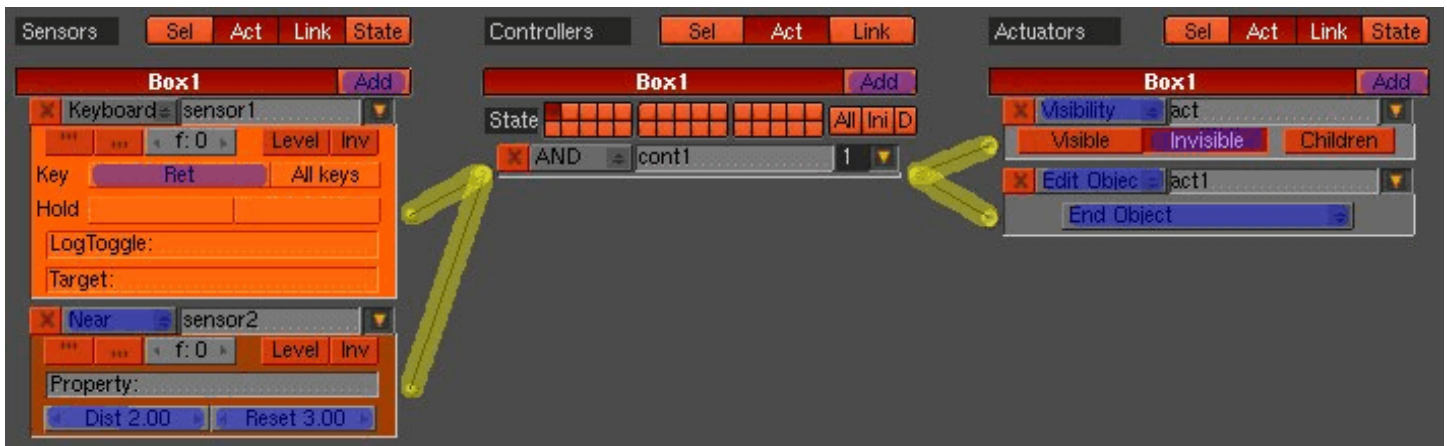 Sensors Sel Act Link State
Box1 Add
X Keyboard sensor1
f: 0 Level Inv
Key Ret All keys
Hold
LogToggle:
Target:
X Near sensor2
f: 0 Level Inv
Property:
Dist 2.00 Reset 3.00
Controllers Sel Act Link
Box1 Add
State All Ini D
X AND cont1 1
Actuators Sel Act Link State
Box1 Add
X Visibility act
Visible Invisible Children
X Edit Objec act1
End Object